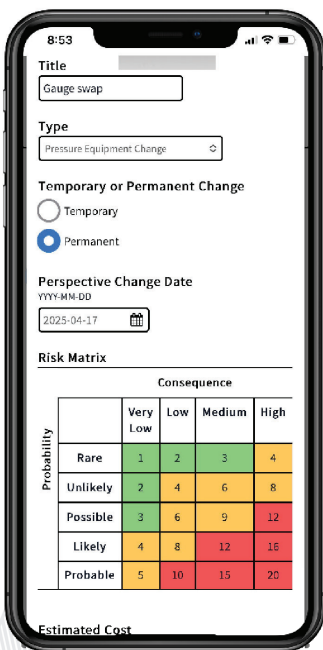 8:53
Title
Gauge swap
Type
Pressure Equipment Change
Temporary or Permanent Change
Temporary
Permanent
Perspective Change Date
YYYY-MM-DD
2025-04-17
Risk Matrix
Consequence
Probability
Very Low Low Medium High
Rare 1 2 3 4
Unlikely 2 4 6 8
Possible 3 6 9 12
Likely 4 8 12 16
Probable 5 10 15 20
Estimated Cost